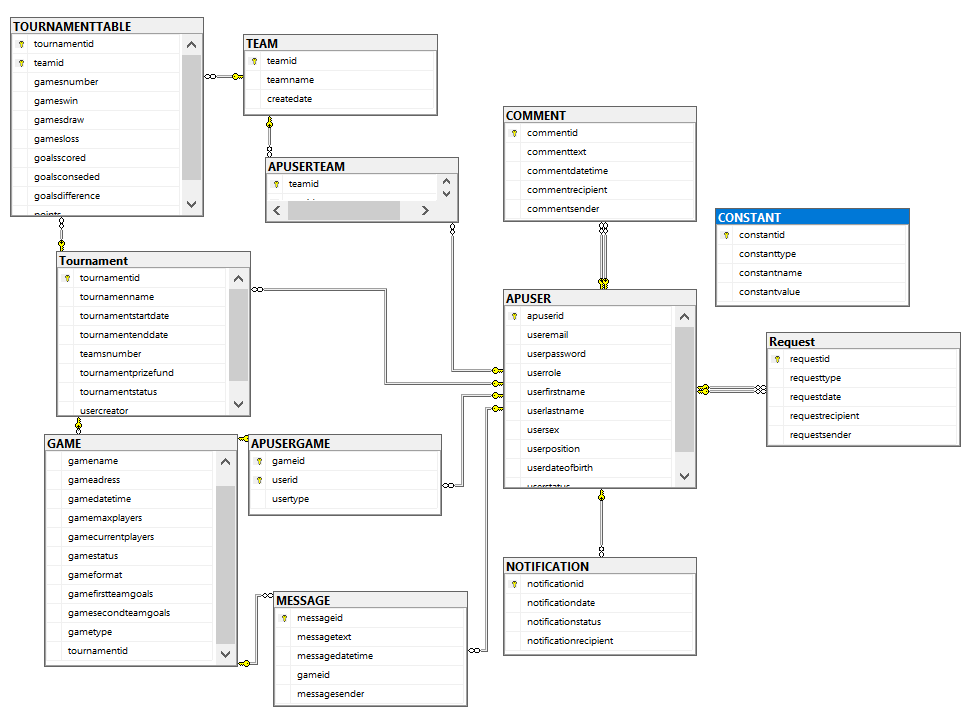 TOURNAMENTTABLE
tournamentid
teamid
gamesnumber
gameswin
gamesdraw
gamesloss
goalsscored
goalsconseded
goalsdifference
points
TEAM
teamid
teamname
createdate
APUSERTEAM
teamid
COMMENT
commentid
commenttext
commentdatetime
commentrecipient
commentsender
CONSTANT
constantid
constanttype
constantname
constantvalue
Tournament
tournamentid
tournamenname
tournamentstartdate
tournamentenddate
teamsnumber
tournamentprizefund
tournamentstatus
usercreator
APUSER
apuserid
useremail
userpassword
userrole
userfirstname
userlastname
usersex
userposition
userdateofbirth
userstatus
Request
requestid
requesttype
requestdate
requestrecipient
requestsender
GAME
gamename
gameadress
gamedatetime
gamemaxplayers
gamecurrentplayers
gamestatus
gameformat
gamefirstteamgoals
gamesecondteamgoals
gametype
tournamentid
APUSERGAME
gameid
userid
usertype
MESSAGE
messageid
messagetext
messagedatetime
gameid
messagesender
NOTIFICATION
notificationid
notificationdate
notificationstatus
notificationrecipient